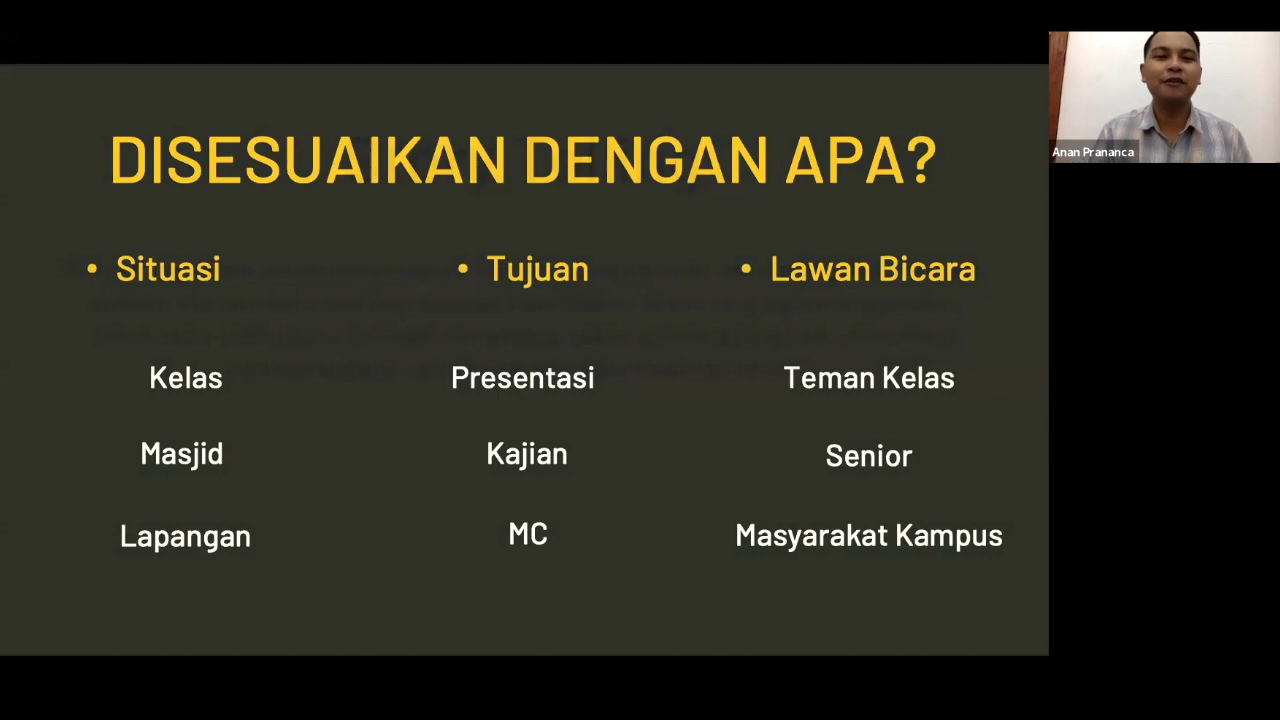 DISESUAIKAN DENGAN APA?
• Situasi • Tujuan • Lawan Bicara
Kelas Presentasi Teman Kelas
Masjid Kajian Senior
Lapangan MC Masyarakat Kampus
Anan Prananca